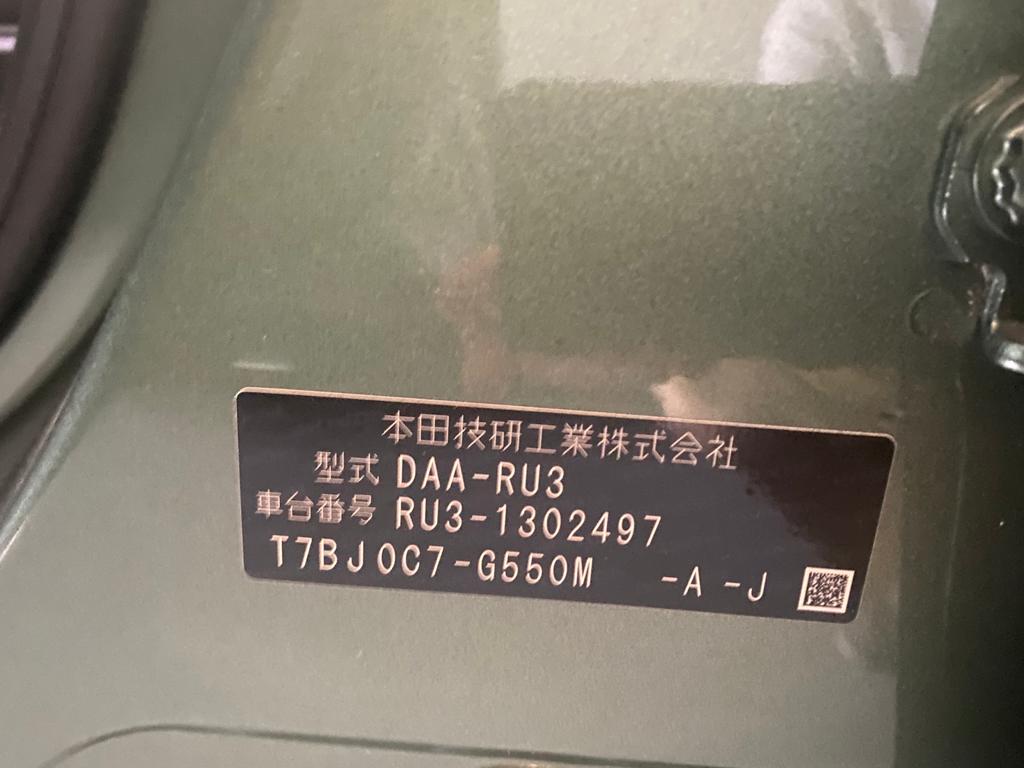 本田技研工業株式会社
型式 DAA-RU3
車台番号 RU3-1302497
T7BJ0C7-G550M -A -J